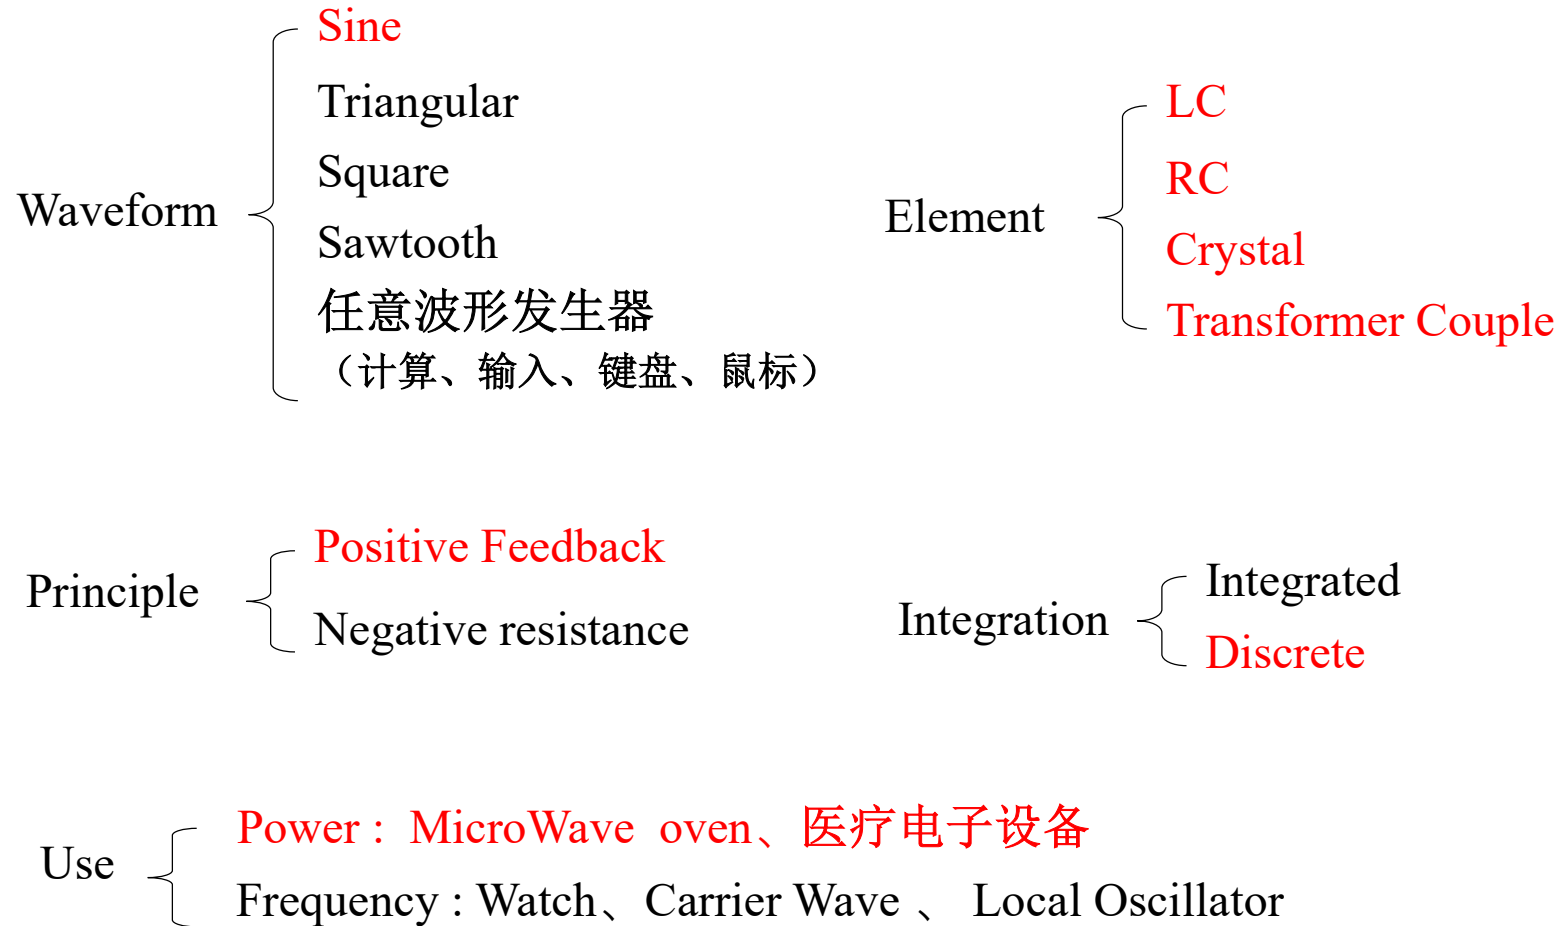 Waveform
Sine
Triangular
Square
Sawtooth
任意波形发生器
（计算、输入、键盘、鼠标）
Element
LC
RC
Crystal
Transformer Couple
Principle
Positive Feedback
Negative resistance
Integration
Integrated
Discrete
Use
Power : MicroWave oven、医疗电子设备
Frequency : Watch、Carrier Wave 、 Local Oscillator